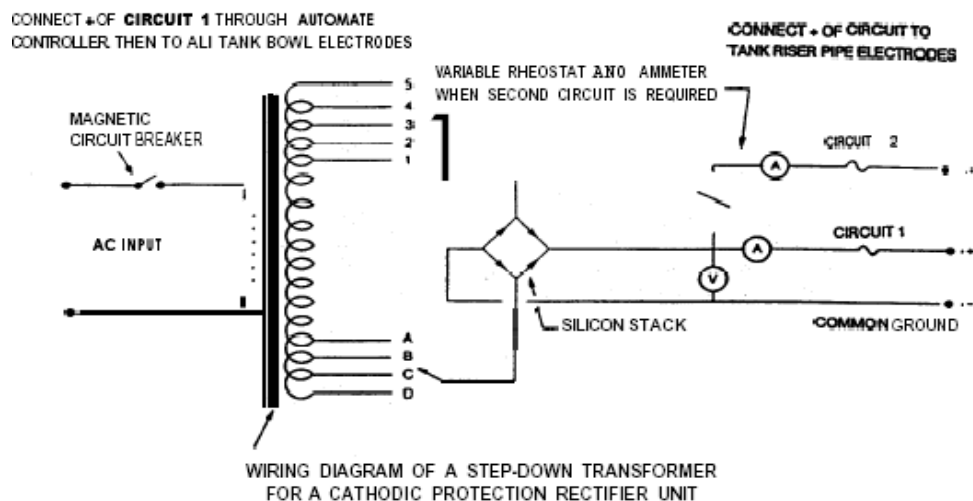 CONNECT + OF CIRCUIT 1 THROUGH AUTOMATE
CONTROLLER THEN TO ALI TANK BOWL ELECTRODES
CONNECT + OF CIRCUIT TO
TANK RISER PIPE ELECTRODES
VARIABLE RHEOSTAT ANO AMMETER
WHEN SECOND CIRCUIT IS REQUIRED
MAGNETIC
CIRCUIT BREAKER
5
4
3
2
1
CIRCUIT 2
A
+
AC INPUT
CIRCUIT 1
A
+
V
-
SILICON STACK
COMMON GROUND
A
B
C
D
WIRING DIAGRAM OF A STEP-DOWN TRANSFORMER
FOR A CATHODIC PROTECTION RECTIFIER UNIT